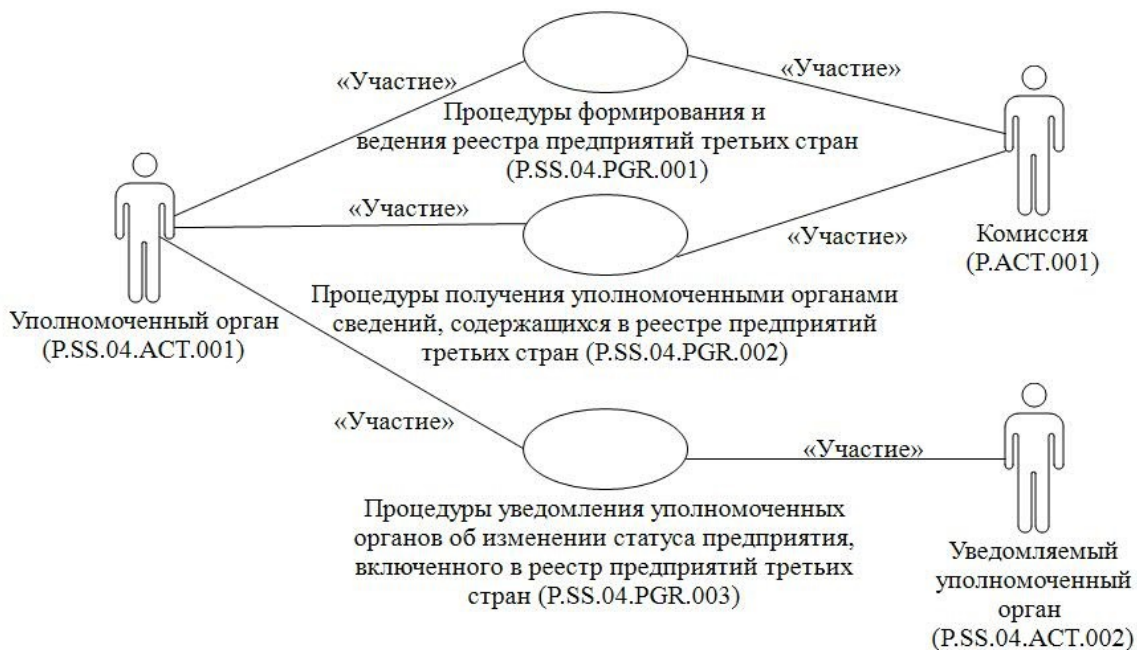 «Участие»
«Участие»
Процедуры формирования и
ведения реестра предприятий третьих стран
(P.SS.04.PGR.001)
«Участие»
«Участие»
Комиссия
(P.ACT.001)
Уполномоченный орган
(P.SS.04.ACT.001)
Процедуры получения уполномоченными органами
сведений, содержащихся в реестре предприятий
третьих стран (P.SS.04.PGR.002)
«Участие»
«Участие»
Процедуры уведомления уполномоченных
органов об изменении статуса предприятия,
включенного в реестр предприятий третьих
стран (P.SS.04.PGR.003)
Уведомляемый
уполномоченный
орган
(P.SS.04.ACT.002)